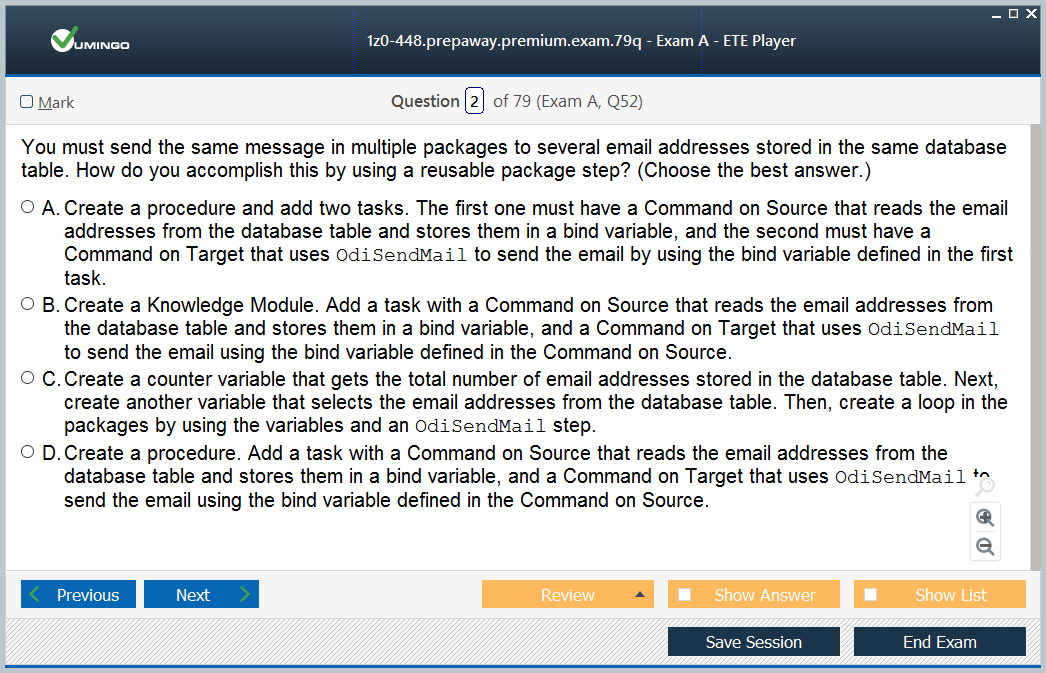 VUMINGO
1z0-448.prepaway.premium.exam.79q - Exam A - ETE Player
Mark
Question 2 of 79 (Exam A, Q52)
You must send the same message in multiple packages to several email addresses stored in the same database
table. How do you accomplish this by using a reusable package step? (Choose the best answer.)
A. Create a procedure and add two tasks. The first one must have a Command on Source that reads the email
addresses from the database table and stores them in a bind variable, and the second must have a
Command on Target that uses OdiSendMail to send the email by using the bind variable defined in the first
task.
B. Create a Knowledge Module. Add a task with a Command on Source that reads the email addresses from
the database table and stores them in a bind variable, and a Command on Target that uses OdiSendMail
to send the email using the bind variable defined in the Command on Source.
C. Create a counter variable that gets the total number of email addresses stored in the database table. Next,
create another variable that selects the email addresses from the database table. Then, create a loop in the
packages by using the variables and an OdiSendMail step.
D. Create a procedure. Add a task with a Command on Source that reads the email addresses from the
database table and stores them in a bind variable, and a Command on Target that uses OdiSendMail to
send the email using the bind variable defined in the Command on Source.
Previous
Next
Review
Show Answer
Show List
Save Session
End Exam